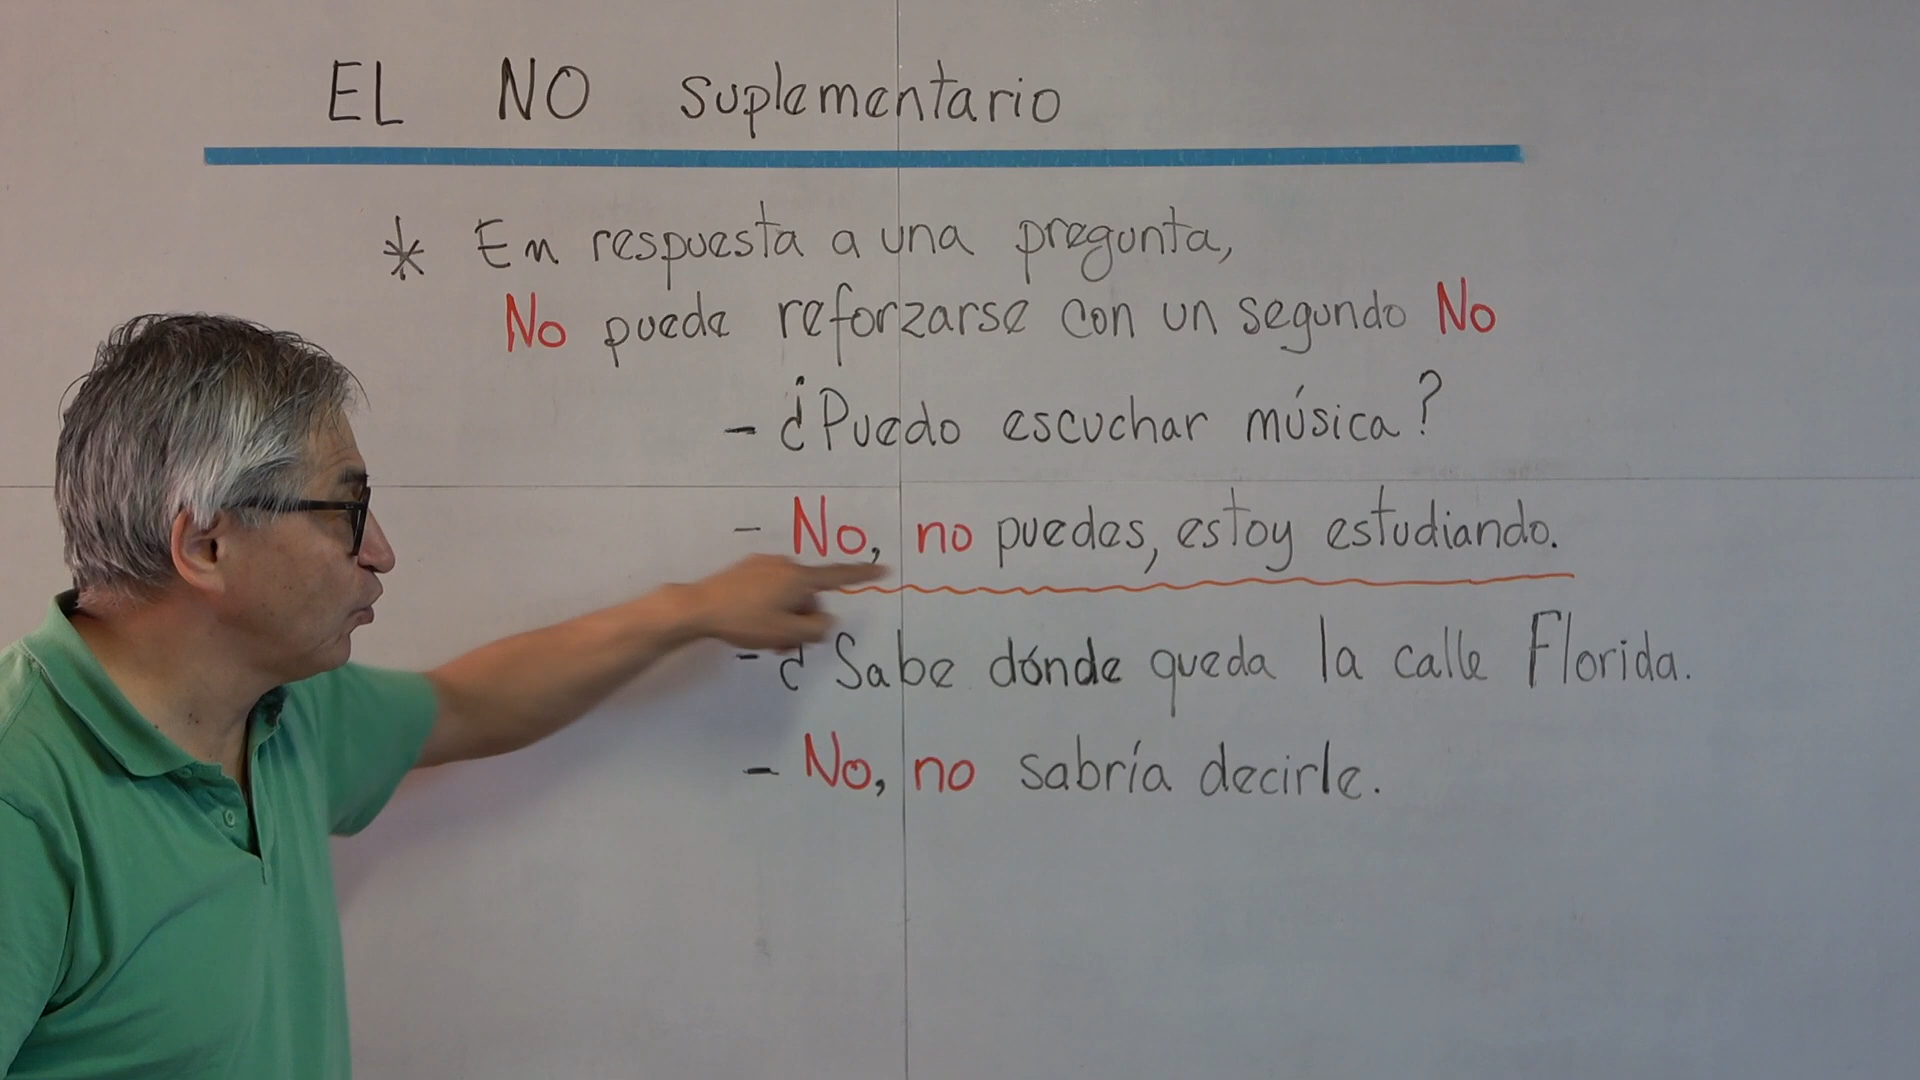 EL NO suplementario
* En respuesta a una pregunta,
No puede reforzarse con un segundo No
- ¿Puedo escuchar música?
- No, no puedes, estoy estudiando.
- ¿Sabe dónde queda la calle Florida.
- No, no sabría decirle.